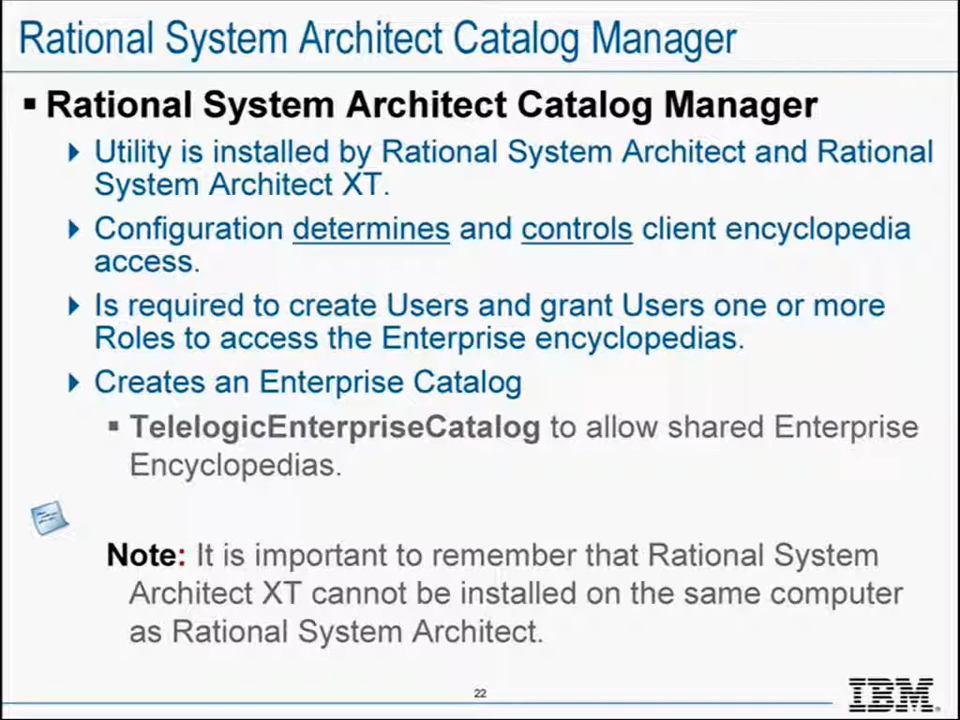 Rational System Architect Catalog Manager
▪ Rational System Architect Catalog Manager
Utility is installed by Rational System Architect and Rational
System Architect XT.
Configuration determines and controls client encyclopedia
access.
Is required to create Users and grant Users one or more
Roles to access the Enterprise encyclopedias.
Creates an Enterprise Catalog
▪ TelelogicEnterpriseCatalog to allow shared Enterprise
Encyclopedias.
Note: It is important to remember that Rational System
Architect XT cannot be installed on the same computer
as Rational System Architect.
22
IBM®